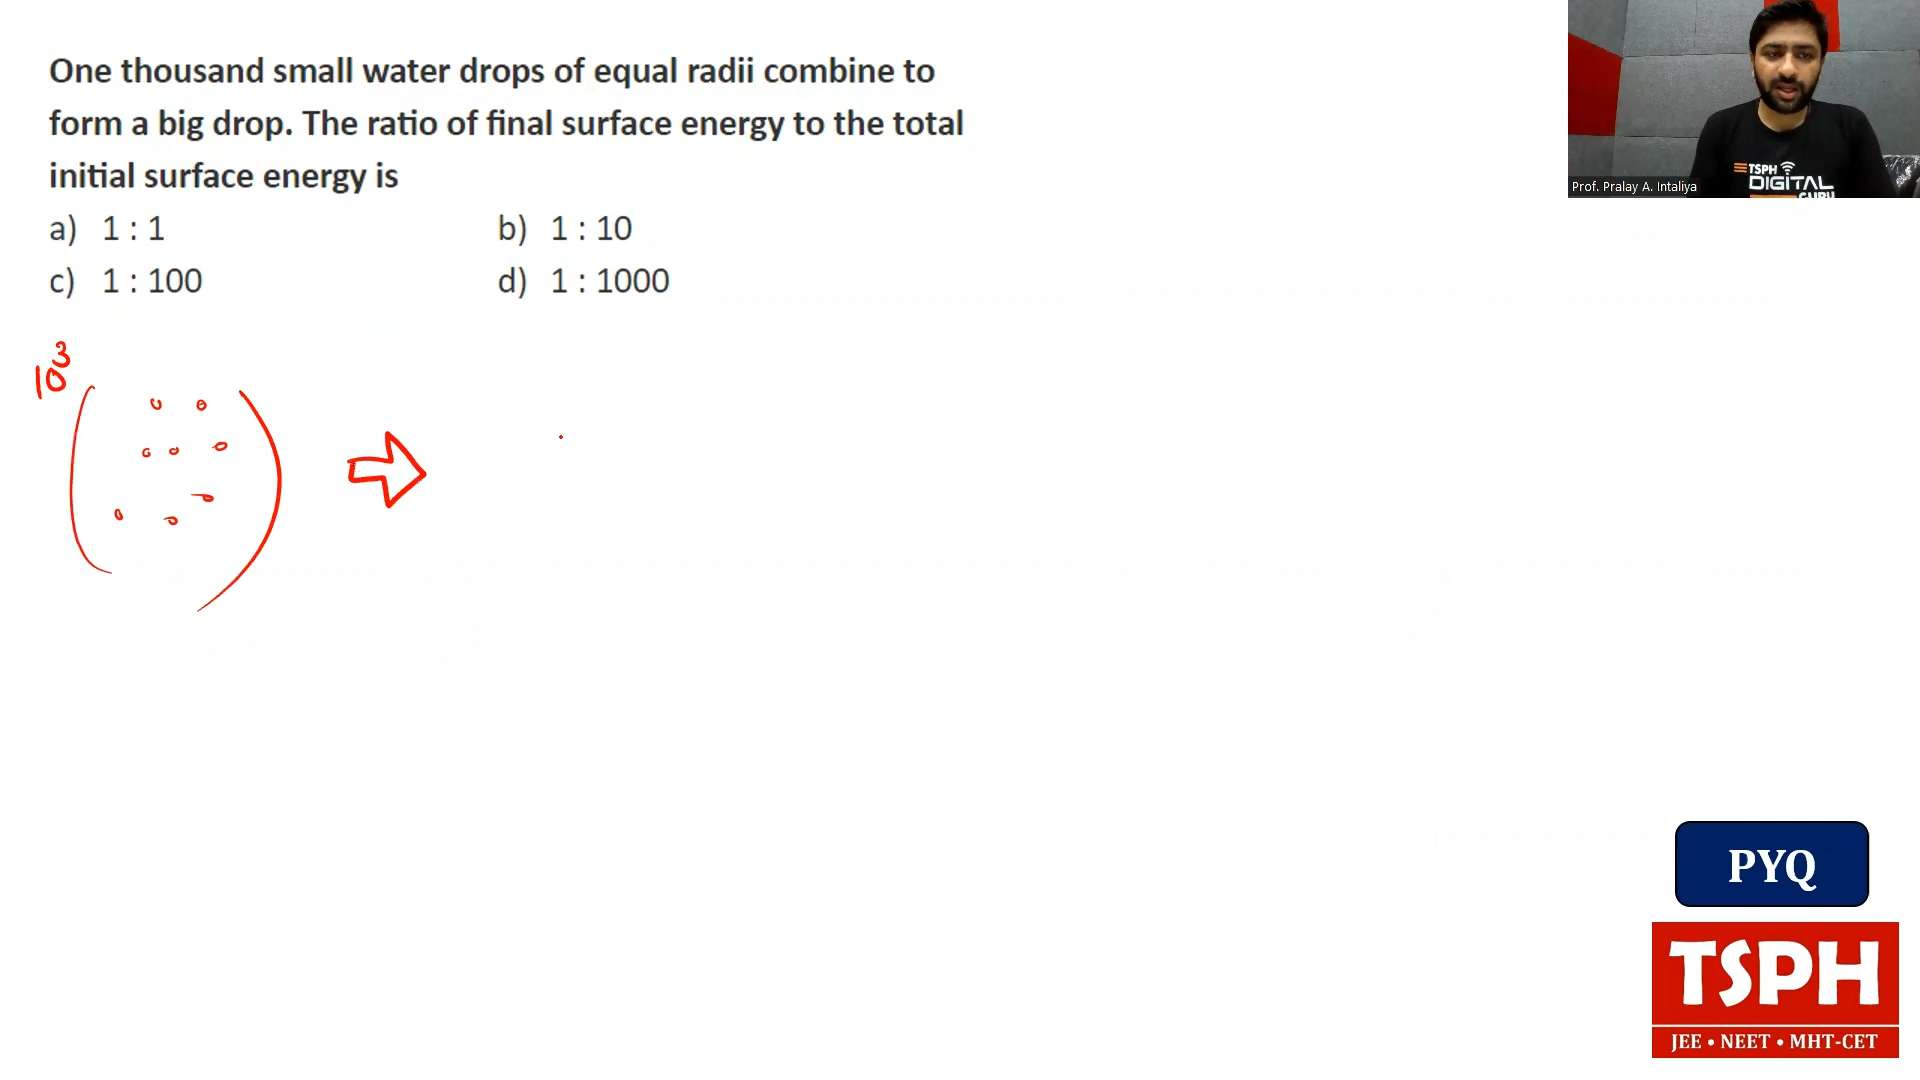 One thousand small water drops of equal radii combine to
form a big drop. The ratio of final surface energy to the total
initial surface energy is
a) 1 : 1 b) 1 : 10
c) 1 : 100 d) 1 : 1000
10³
TSPH
DIGITAL
GURU
Prof. Pralay A. Intaliya
PYQ
TSPH
JEE • NEET • MHT-CET